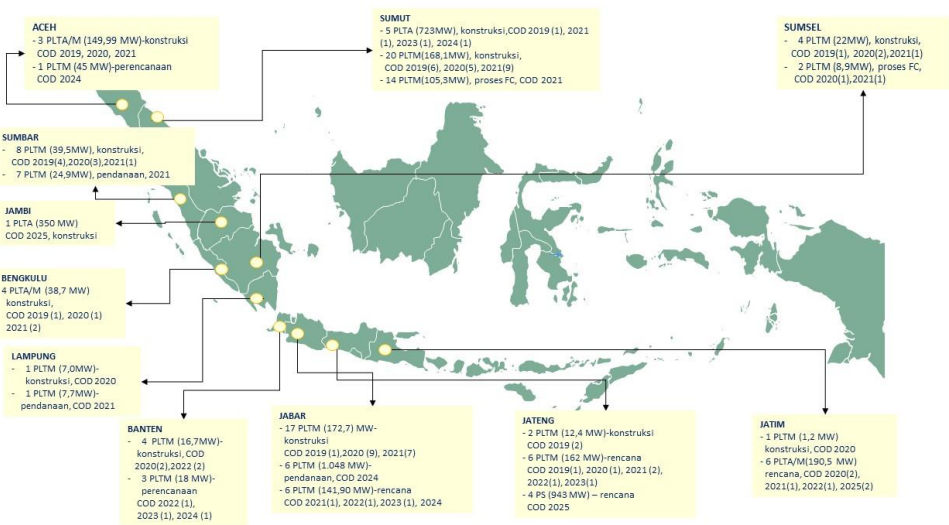 ACEH
- 3 PLTA/M (149,99 MW)-konstruksi
COD 2019, 2020, 2021
- 1 PLTM (45 MW)-perencanaan
COD 2024
SUMUT
- 5 PLTA (723MW), konstruksi,COD 2019 (1), 2021
(1), 2023 (1), 2024 (1)
- 20 PLTM(168,1MW), konstruksi,
COD 2019(6), 2020(5), 2021(9)
- 14 PLTM(105,3MW), proses FC, COD 2021
SUMSEL
- 4 PLTM (22MW), konstruksi,
COD 2019(1), 2020(2),2021(1)
- 2 PLTM (8,9MW), proses FC,
COD 2020(1),2021(1)
SUMBAR
- 8 PLTM (39,5MW), konstruksi,
COD 2019(4),2020(3),2021(1)
- 7 PLTM (24,9MW), pendanaan, 2021
JAMBI
1 PLTA (350 MW)
COD 2025, konstruksi
BENGKULU
4 PLTA/M (38,7 MW)
konstruksi,
COD 2019 (1), 2020 (1)
2021 (2)
LAMPUNG
- 1 PLTM (7,0MW)-
konstruksi, COD 2020
- 1 PLTM (7,7MW)-
pendanaan, COD 2021
BANTEN
- 4 PLTM (16,7MW)-
konstruksi, COD
2020(2),2022 (2)
- 3 PLTM (18 MW)-
perencanaan
COD 2022 (1),
2023 (1), 2024 (1)
JABAR
- 17 PLTM (172,7) MW-
konstruksi
COD 2019 (1), 2020 (9), 2021(7)
- 6 PLTM (1.048 MW)-
pendanaan, COD 2024
- 6 PLTM (141,90 MW)-rencana
COD 2021(1), 2022(1), 2023 (1), 2024
JATENG
- 2 PLTM (12,4 MW)-konstruksi
COD 2019 (2)
- 6 PLTM (162 MW)-rencana
COD 2019(1), 2020 (1), 2021 (2),
2022(1), 2023(1)
- 4 PS (943 MW) – rencana
COD 2025
JATIM
- 1 PLTM (1,2 MW)
konstruksi, COD 2020
- 6 PLTA/M(190,5 MW)
rencana, COD 2020(2),
2021(1), 2022(1), 2025(2)